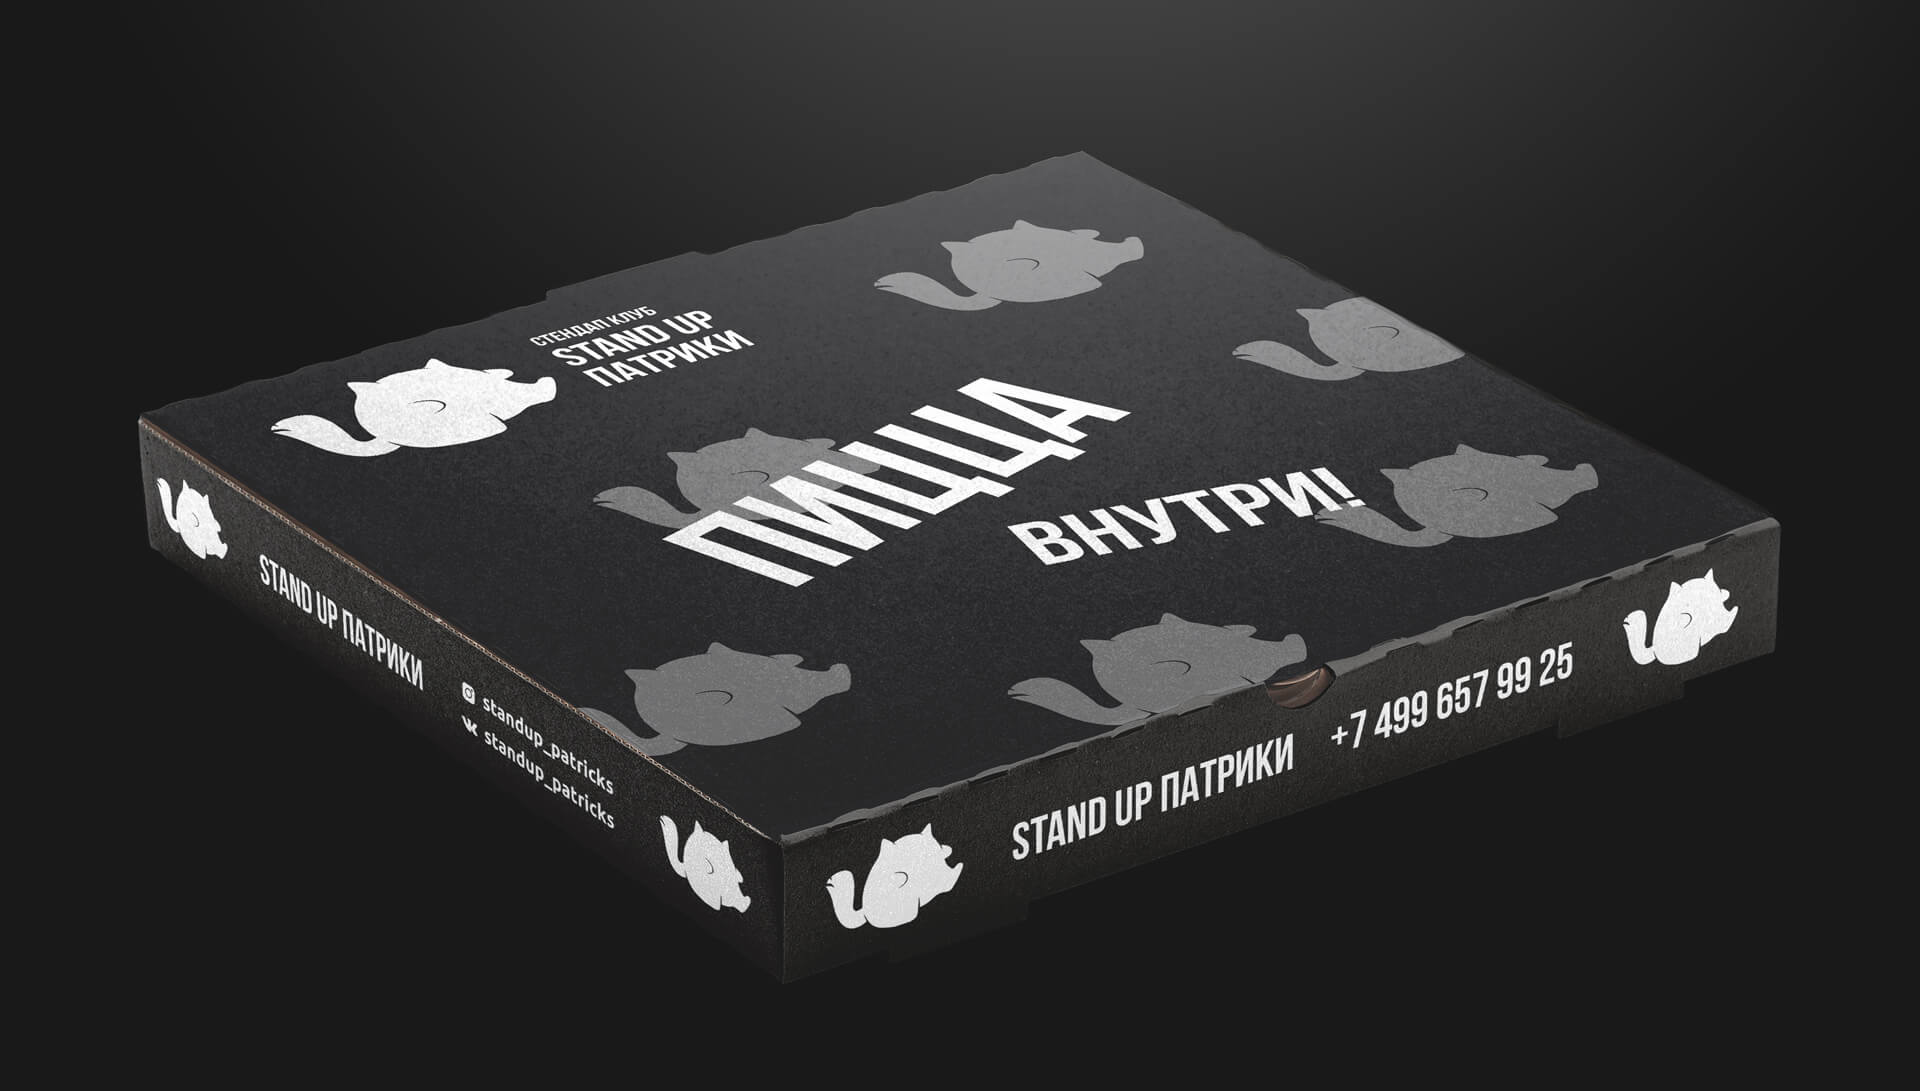 СТЕНДАП КЛУБ
STAND UP
ПАТРИКИ
ПИЦЦА
ВНУТРИ!
STAND UP ПАТРИКИ
standup_patricks
standup_patricks
STAND UP ПАТРИКИ
+7 499 657 99 25